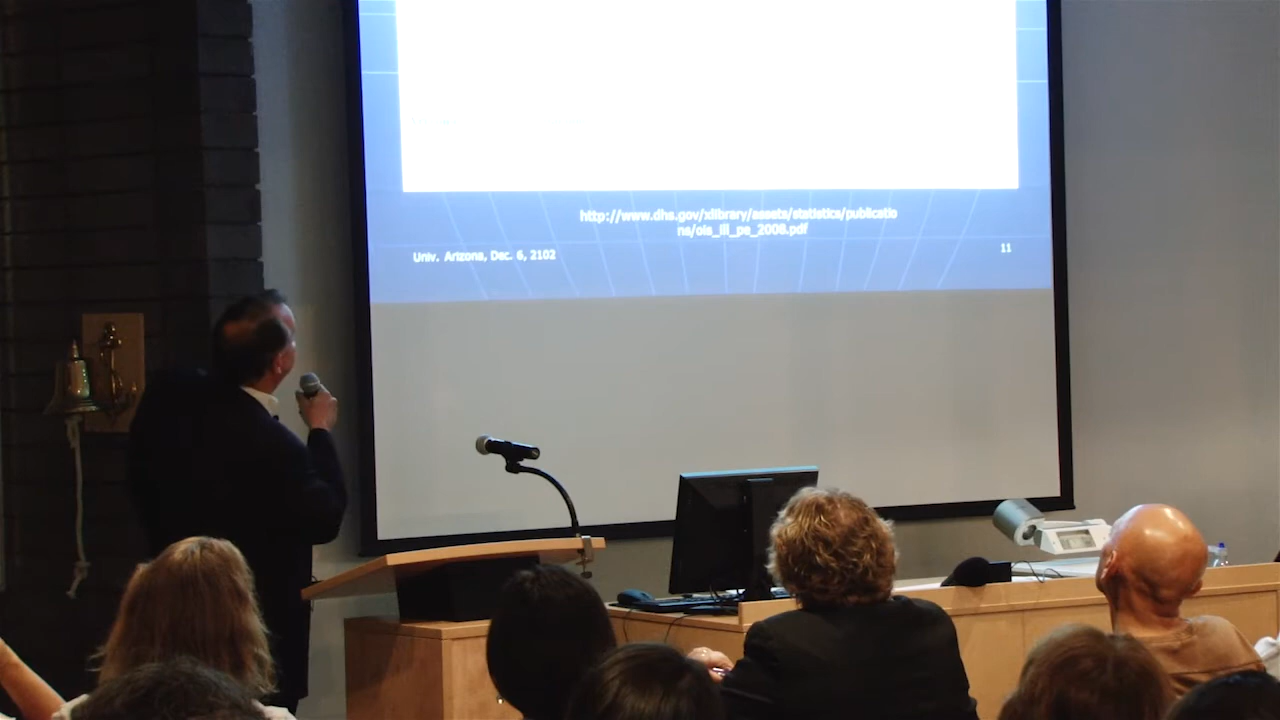 http://www.dhs.gov/xlibrary/assets/statistics/publicatio
ns/ois_ill_pe_2008.pdf
Univ. Arizona, Dec. 6, 2102
11